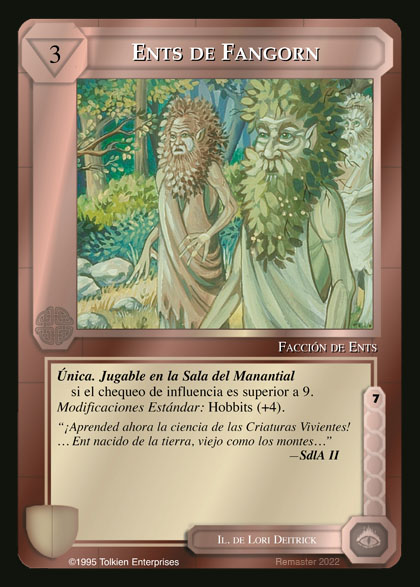 3
Ents de Fangorn
Facción de Ents
Única. Jugable en la Sala del Manantial
si el chequeo de influencia es superior a 9.
Modificaciones Estándar: Hobbits (+4).
7
“¡Aprended ahora la ciencia de las Criaturas Vivientes!
… Ent nacido de la tierra, viejo como los montes…”
—SdlA II
Il. de Lori Deitrick
©1995 Tolkien Enterprises
Remaster 2022